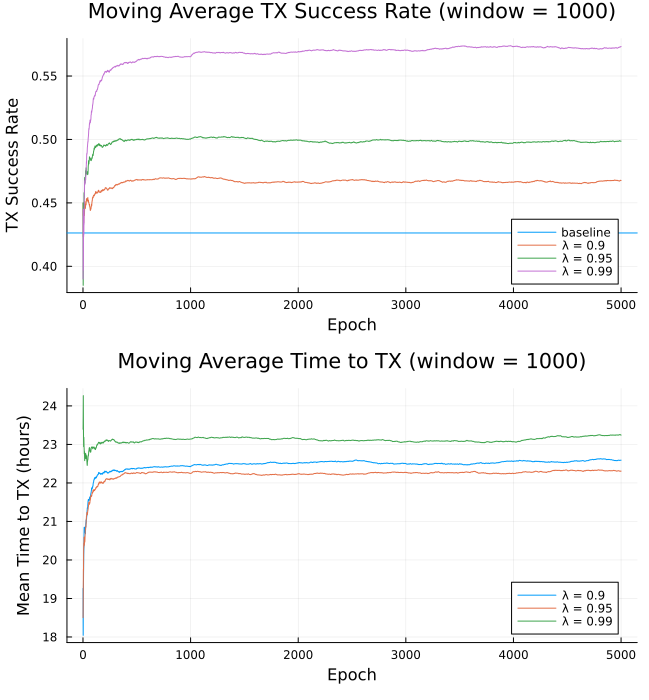 Moving Average TX Success Rate (window = 1000)
TX Success Rate
0.55
0.50
0.45
0.40
baseline
λ = 0.9
λ = 0.95
λ = 0.99
0 1000 2000 3000 4000 5000
Epoch
Moving Average Time to TX (window = 1000)
Mean Time to TX (hours)
24
23
22
21
20
19
18
λ = 0.9
λ = 0.95
λ = 0.99
0 1000 2000 3000 4000 5000
Epoch